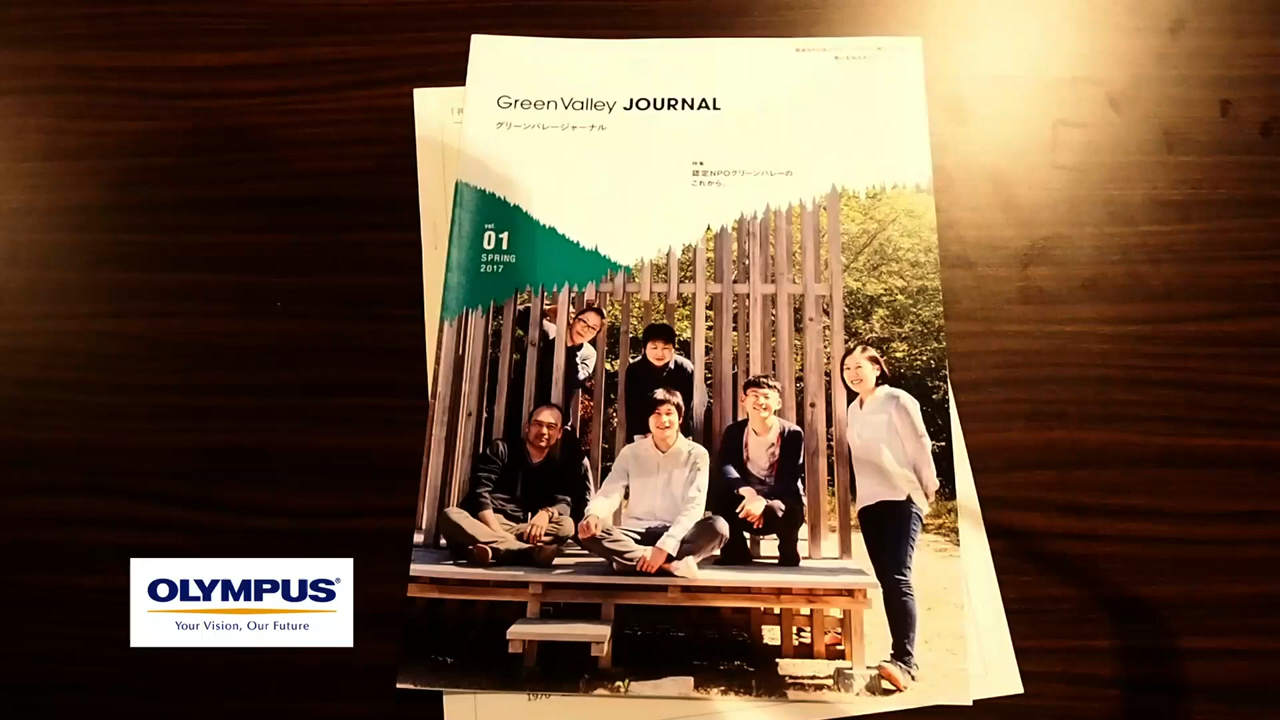 Green Valley JOURNAL
グリーンバレージャーナル
特集
認定NPOグリーンバレーの
これから。
vol.
01
SPRING
2017
OLYMPUS®
Your Vision, Our Future
1970